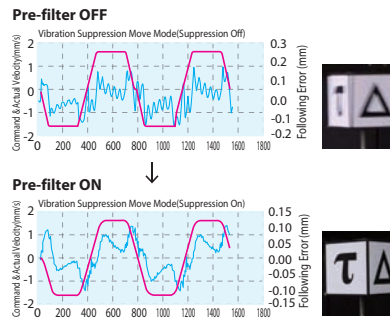 Pre-filter OFF
Vibration Suppression Move Mode(Suppression Off)
Command & Actual Velocity(mm/s)
2
1
0
-1
-2
0.3
0.2
0.1
0.0
-0.1
-0.2
Following Error (mm)
0 200 400 600 800 1000 1200 1400 1600 1800
τ Δ
Pre-filter ON
Vibration Suppression Move Mode(Suppression On)
Command & Actual Velocity(mm/s)
2
1
0
-1
-2
0.15
0.10
0.05
0.00
-0.05
-0.10
-0.15
Following Error (mm)
0 200 400 600 800 1000 1200 1400 1600 1800
τ Δ